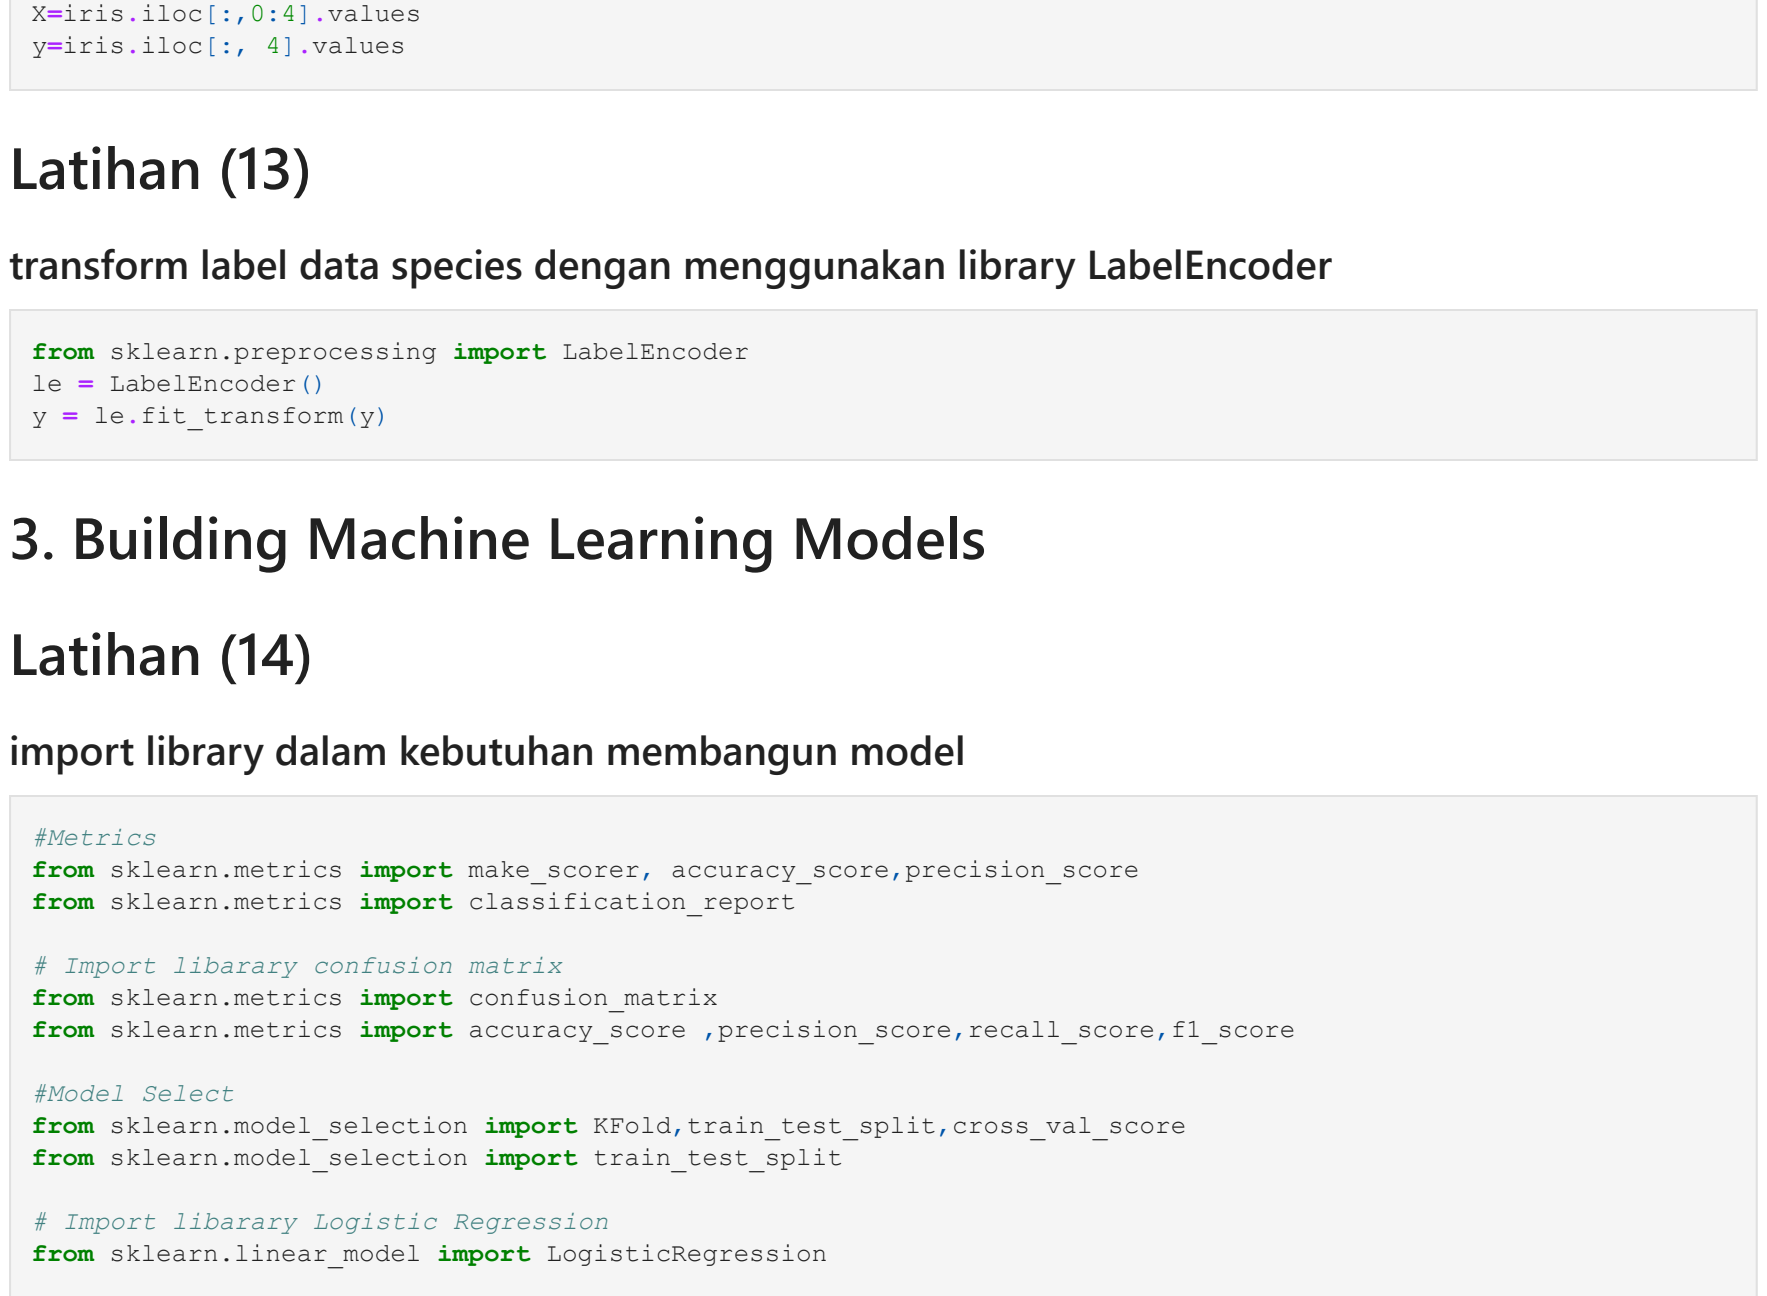 X=iris.iloc[:,0:4].values
y=iris.iloc[:, 4].values
Latihan (13)
transform label data species dengan menggunakan library LabelEncoder
from sklearn.preprocessing import LabelEncoder
le = LabelEncoder()
y = le.fit_transform(y)
3. Building Machine Learning Models
Latihan (14)
import library dalam kebutuhan membangun model
#Metrics
from sklearn.metrics import make_scorer, accuracy_score,precision_score
from sklearn.metrics import classification_report
# Import libarary confusion matrix
from sklearn.metrics import confusion_matrix
from sklearn.metrics import accuracy_score ,precision_score,recall_score,f1_score
#Model Select
from sklearn.model_selection import KFold,train_test_split,cross_val_score
from sklearn.model_selection import train_test_split
# Import libarary Logistic Regression
from sklearn.linear_model import LogisticRegression